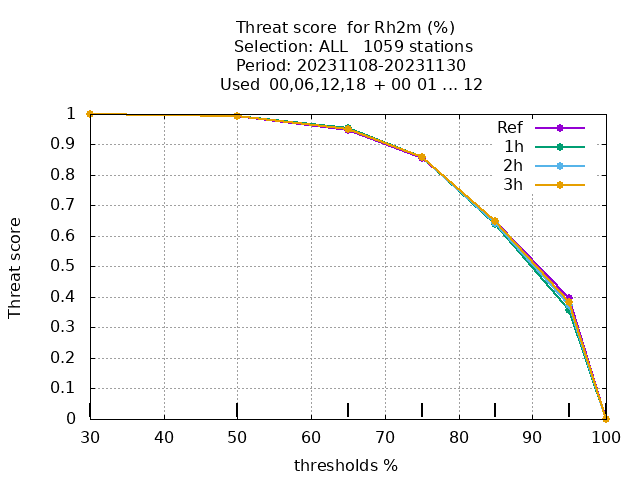 Threat score  for Rh2m (%)
Selection: ALL   1059 stations
Period: 20231108-20231130
Used  00,06,12,18  + 00 01 ... 12
Ref
1h
2h
3h
1
0.9
0.8
0.7
0.6
0.5
0.4
0.3
0.2
0.1
0
Threat score
30 40 50 60 70 80 90 100
thresholds %